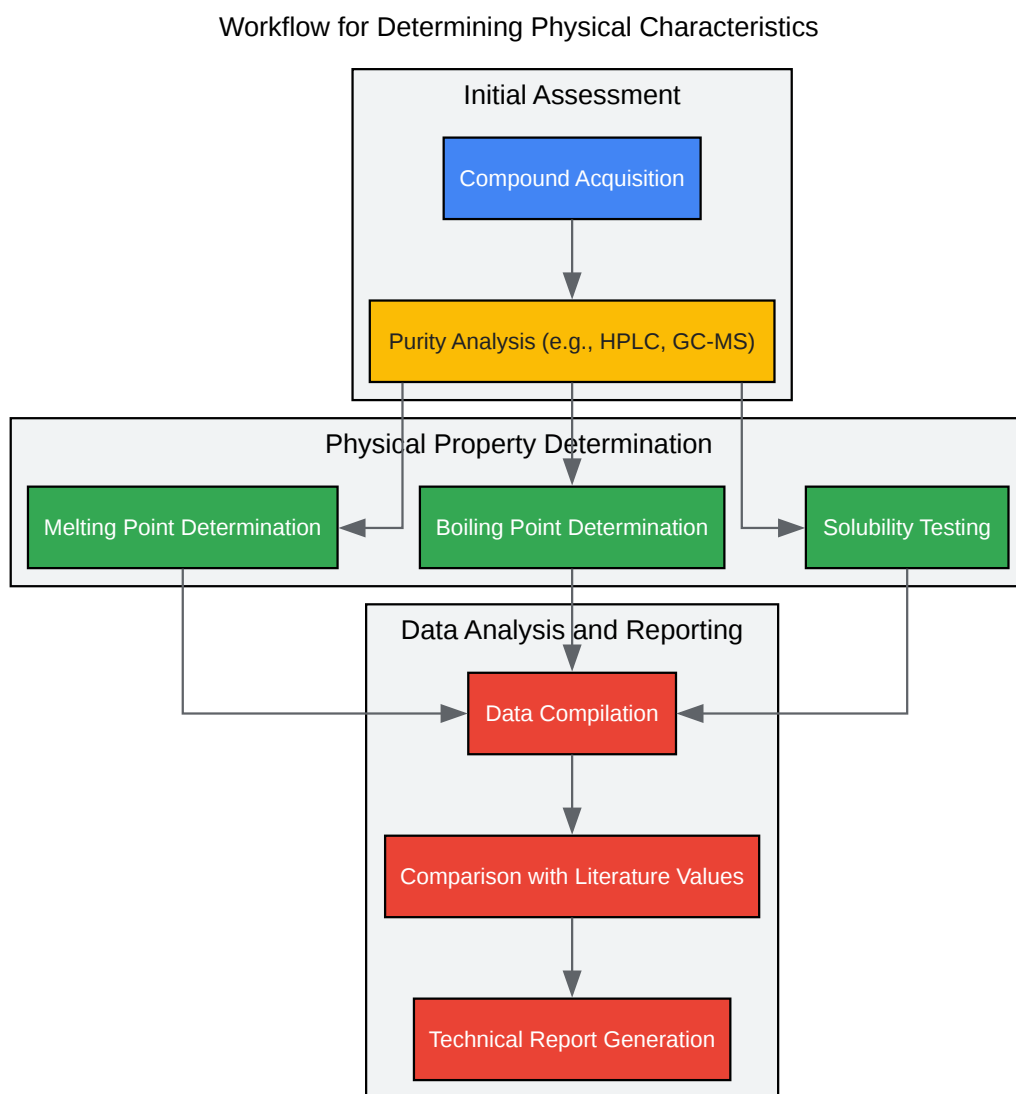 Workflow for Determining Physical Characteristics
Initial Assessment
Compound Acquisition
Purity Analysis (e.g., HPLC, GC-MS)
Physical Property Determination
Melting Point Determination
Boiling Point Determination
Solubility Testing
Data Analysis and Reporting
Data Compilation
Comparison with Literature Values
Technical Report Generation